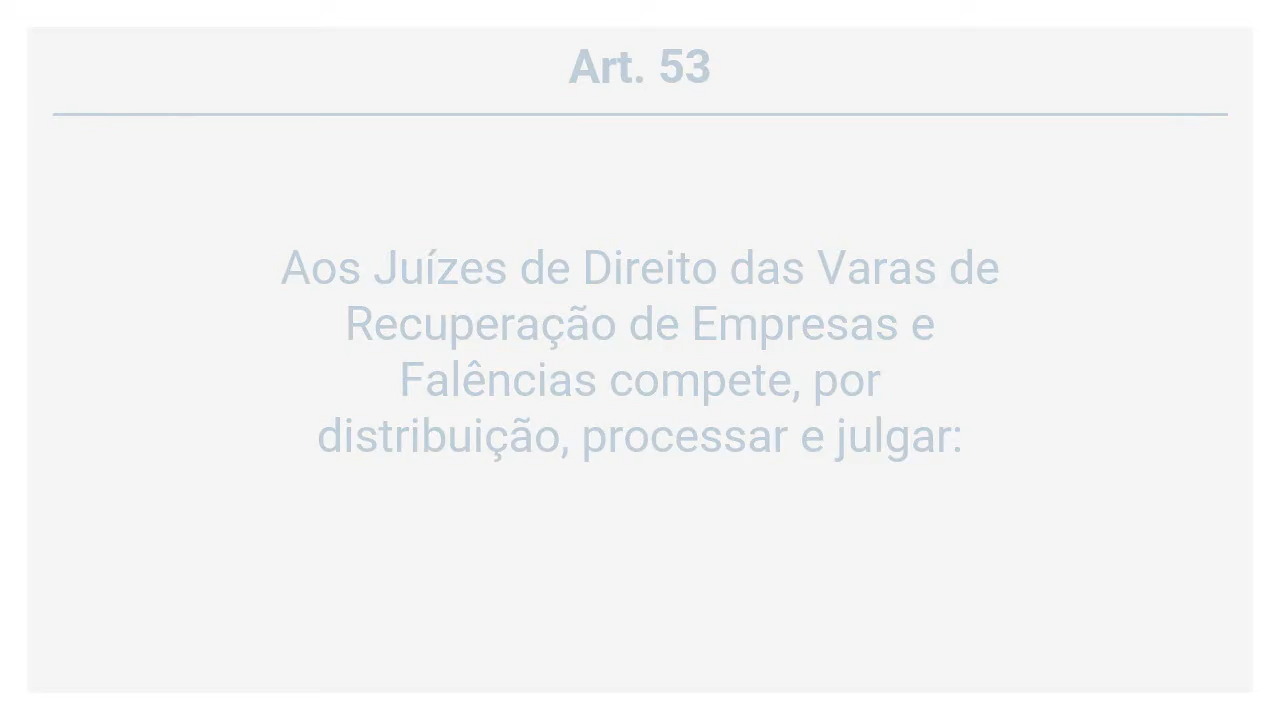 Art. 53
Aos Juízes de Direito das Varas de
Recuperação de Empresas e
Falências compete, por
distribuição, processar e julgar: